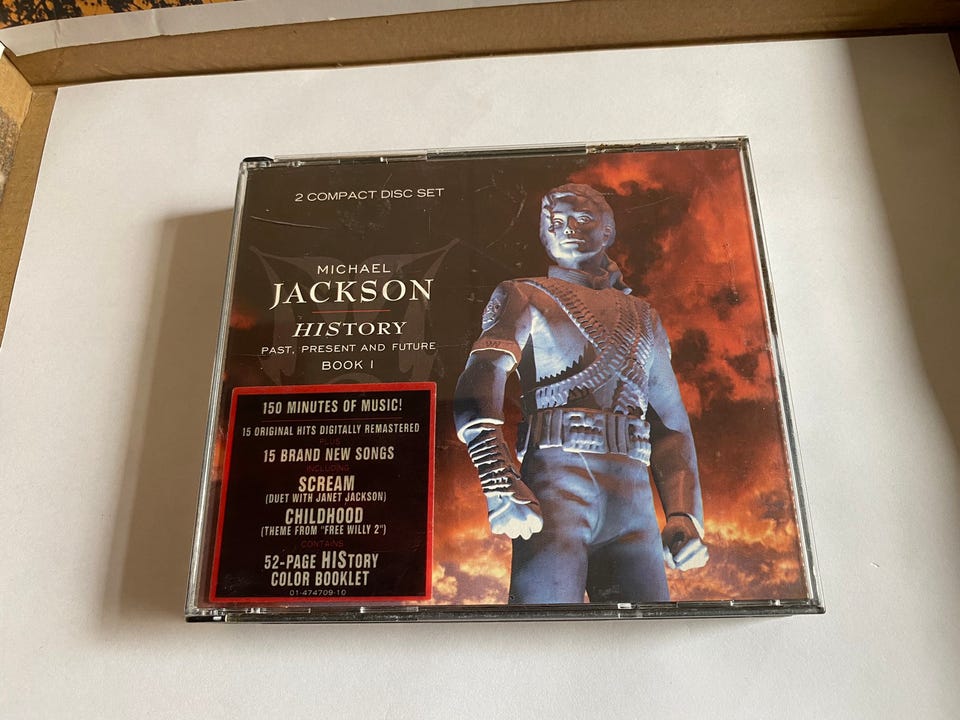 2 COMPACT DISC SET
MICHAEL
JACKSON
HISTORY
PAST, PRESENT AND FUTURE
BOOK I
150 MINUTES OF MUSIC!
15 ORIGINAL HITS DIGITALLY REMASTERED
PLUS
15 BRAND NEW SONGS
INCLUDING
SCREAM
(DUET WITH JANET JACKSON)
CHILDHOOD
(THEME FROM "FREE WILLY 2")
CONTAINS
52-PAGE HISTORY
COLOR BOOKLET
01-474709-10